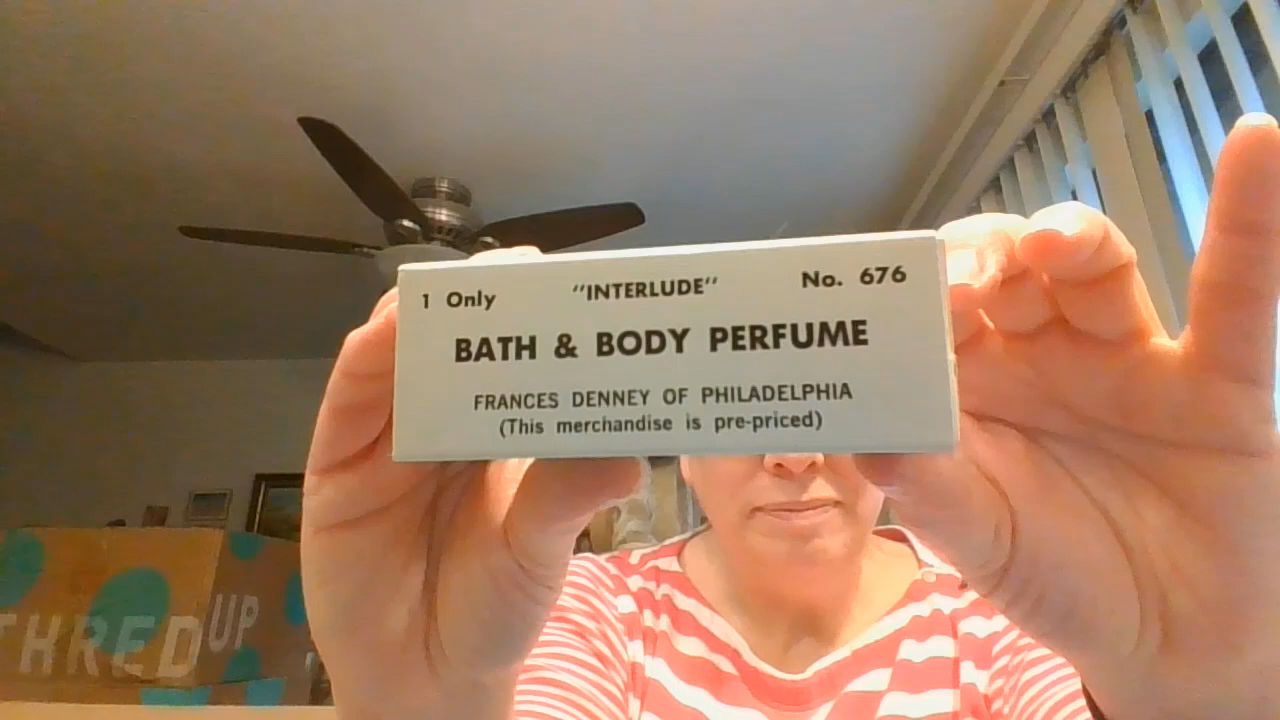 1 Only "INTERLUDE" No. 676
BATH & BODY PERFUME
FRANCES DENNEY OF PHILADELPHIA
(This merchandise is pre-priced)
THREDUP